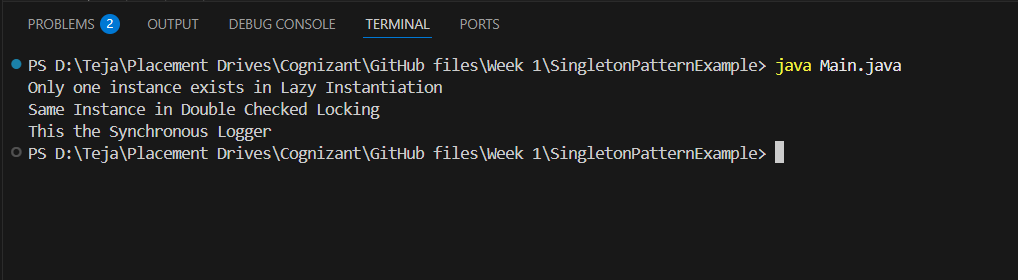 PROBLEMS 2 OUTPUT DEBUG CONSOLE TERMINAL PORTS
PS D:\Teja\Placement Drives\Cognizant\GitHub files\Week 1\SingletonPatternExample> java Main.java
Only one instance exists in Lazy Instantiation
Same Instance in Double Checked Locking
This the Synchronous Logger
PS D:\Teja\Placement Drives\Cognizant\GitHub files\Week 1\SingletonPatternExample>